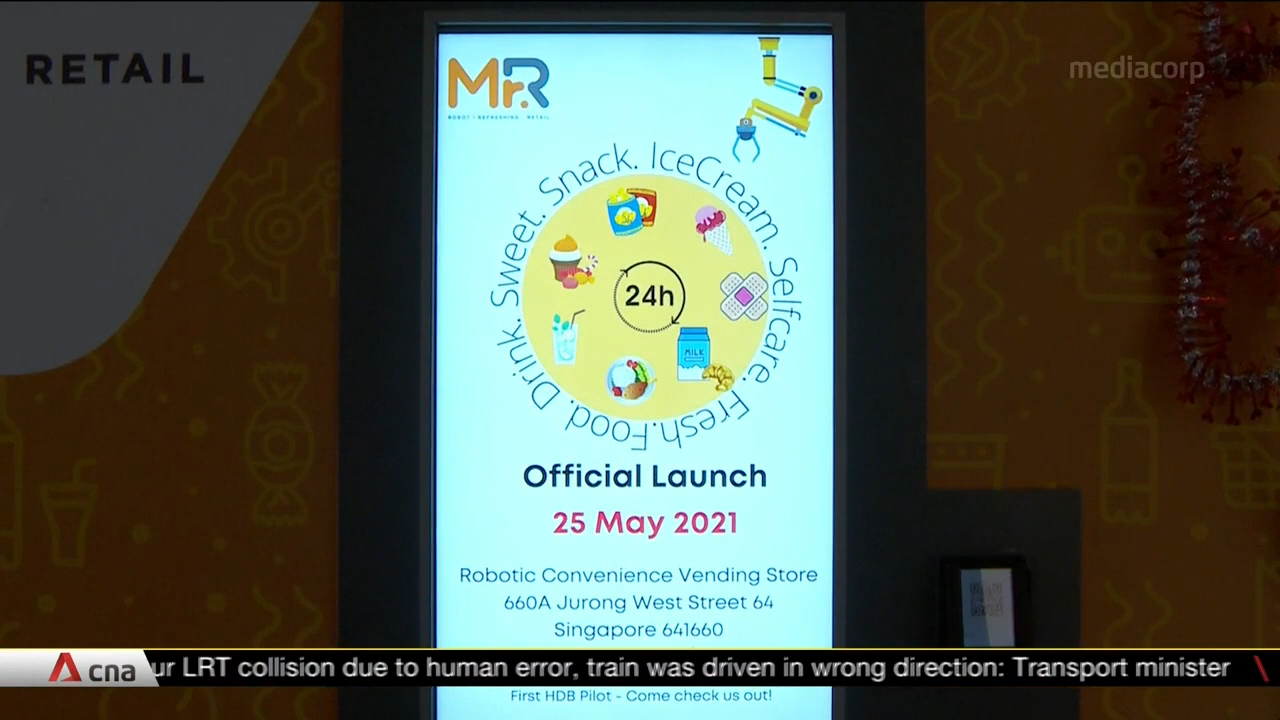 RETAIL
mediacorp
Mr.R
ROBOT • REFRESHING • RETAIL
Drink. Sweet. Snack. IceCream. Selfcare. Fresh.Food.
24h
MILK
Official Launch
25 May 2021
Robotic Convenience Vending Store
660A Jurong West Street 64
Singapore 641660
cna
ur LRT collision due to human error, train was driven in wrong direction: Transport minister
First HDB Pilot - Come check us out!